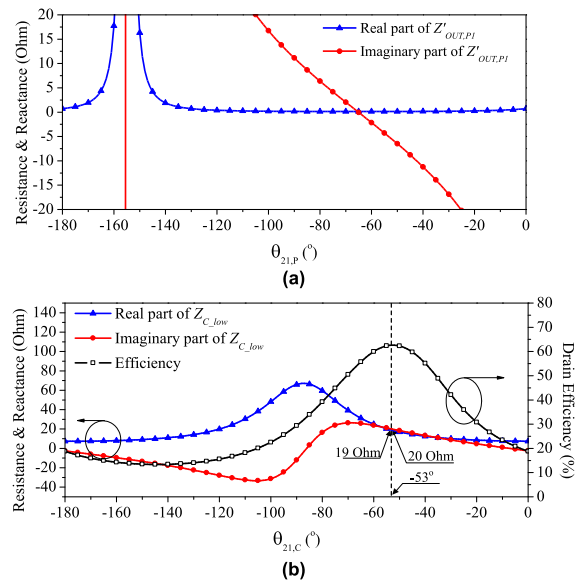 20
15
10
5
0
5
10
15
20
Resistance & Reactance (Ohm)
Real part of Z'OUT,P1
Imaginary part of Z'OUT,P1
-180 -160 -140 -120 -100 -80 -60 -40 -20 0
θ21,P (°)
(a)
140
120
100
80
60
40
20
0
-20
-40
Resistance & Reactance (Ohm)
Real part of ZC_low
Imaginary part of ZC_low
Efficiency
19 Ohm
20 Ohm
-53°
80
70
60
50
40
30
20
10
0
Drain Efficiency (%)
-180 -160 -140 -120 -100 -80 -60 -40 -20 0
θ21,C (°)
(b)